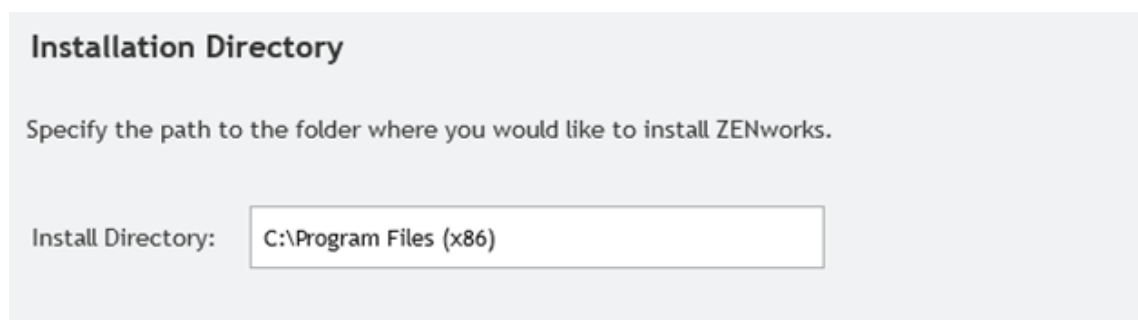 Installation Directory
Specify the path to the folder where you would like to install ZENworks.
Install Directory: C:\Program Files (x86)